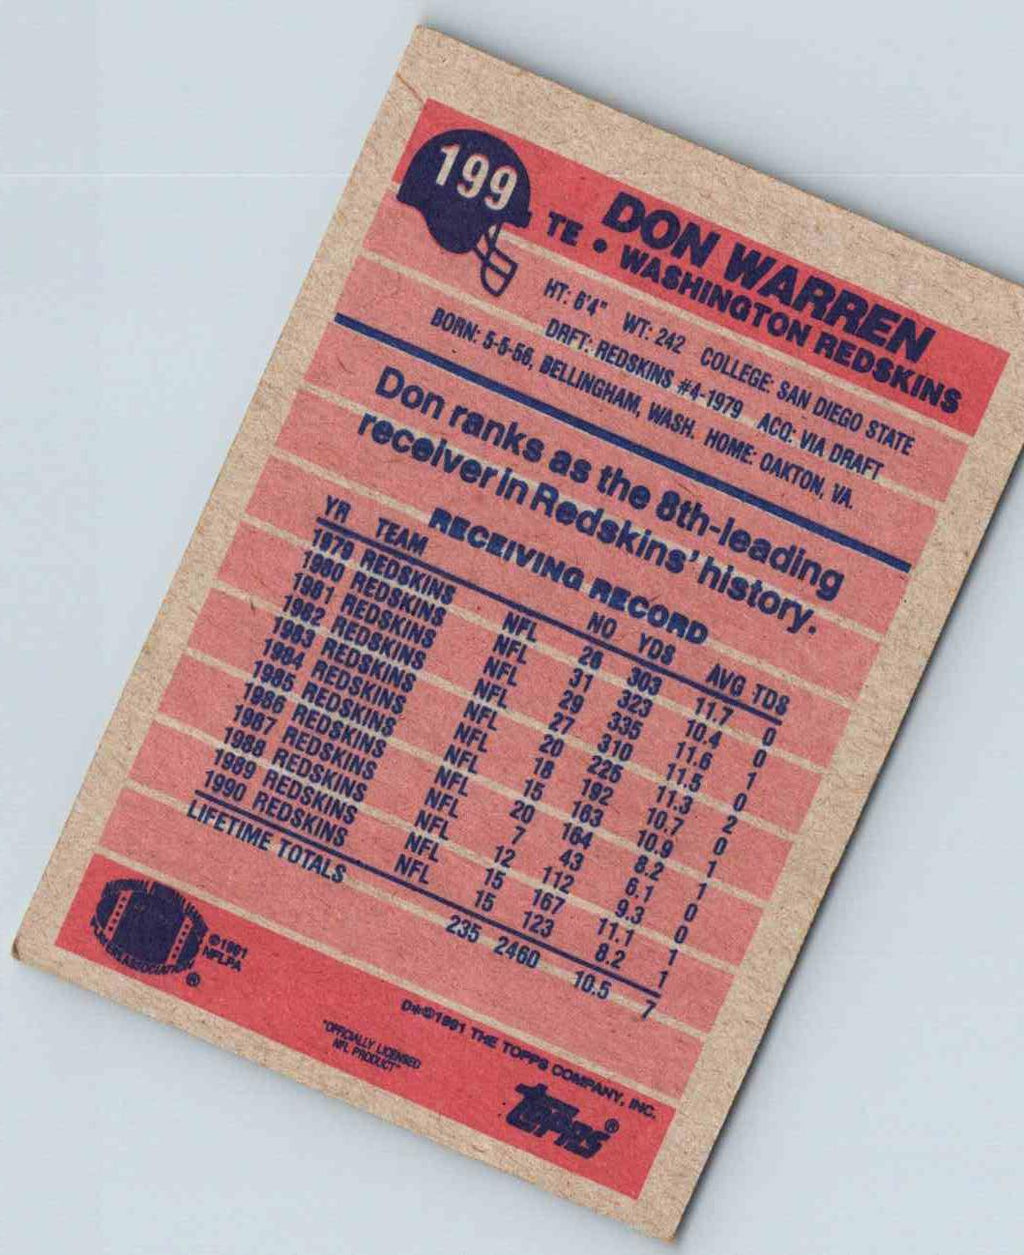 199
DON WARREN
TE • WASHINGTON REDSKINS
HT: 6'4" WT: 242 COLLEGE: SAN DIEGO STATE
DRFT: REDSKINS #4-1979 ACQ: VIA DRAFT
BORN: 5-5-56, BELLINGHAM, WASH. HOME: OAKTON, VA.
Don ranks as the 8th-leading
receiver in Redskins' history.
RECEIVING RECORD
YR TEAM NO YDS AVG TDS
1979 REDSKINS NFL 26 303 11.7 0
1980 REDSKINS NFL 31 323 10.4 0
1981 REDSKINS NFL 29 335 11.6 1
1982 REDSKINS NFL 27 310 11.5 0
1983 REDSKINS NFL 20 225 11.3 2
1984 REDSKINS NFL 18 192 10.7 0
1985 REDSKINS NFL 15 163 10.9 1
1986 REDSKINS NFL 20 164 8.2 1
1987 REDSKINS NFL 7 43 6.1 0
1988 REDSKINS NFL 12 112 9.3 0
1989 REDSKINS NFL 15 167 11.1 1
1990 REDSKINS NFL 15 123 8.2 1
LIFETIME TOTALS 235 2460 10.5 7
©1991
NFLPA
®
D**©1991 THE TOPPS COMPANY, INC.
"OFFICIALLY LICENSED
NFL PRODUCT"
TOPPS®